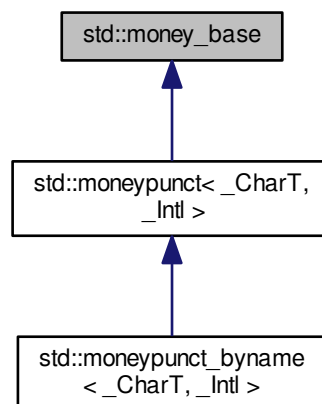 std::money_base
std::moneypunct< _CharT,
_Intl >
std::moneypunct_byname
< _CharT, _Intl >